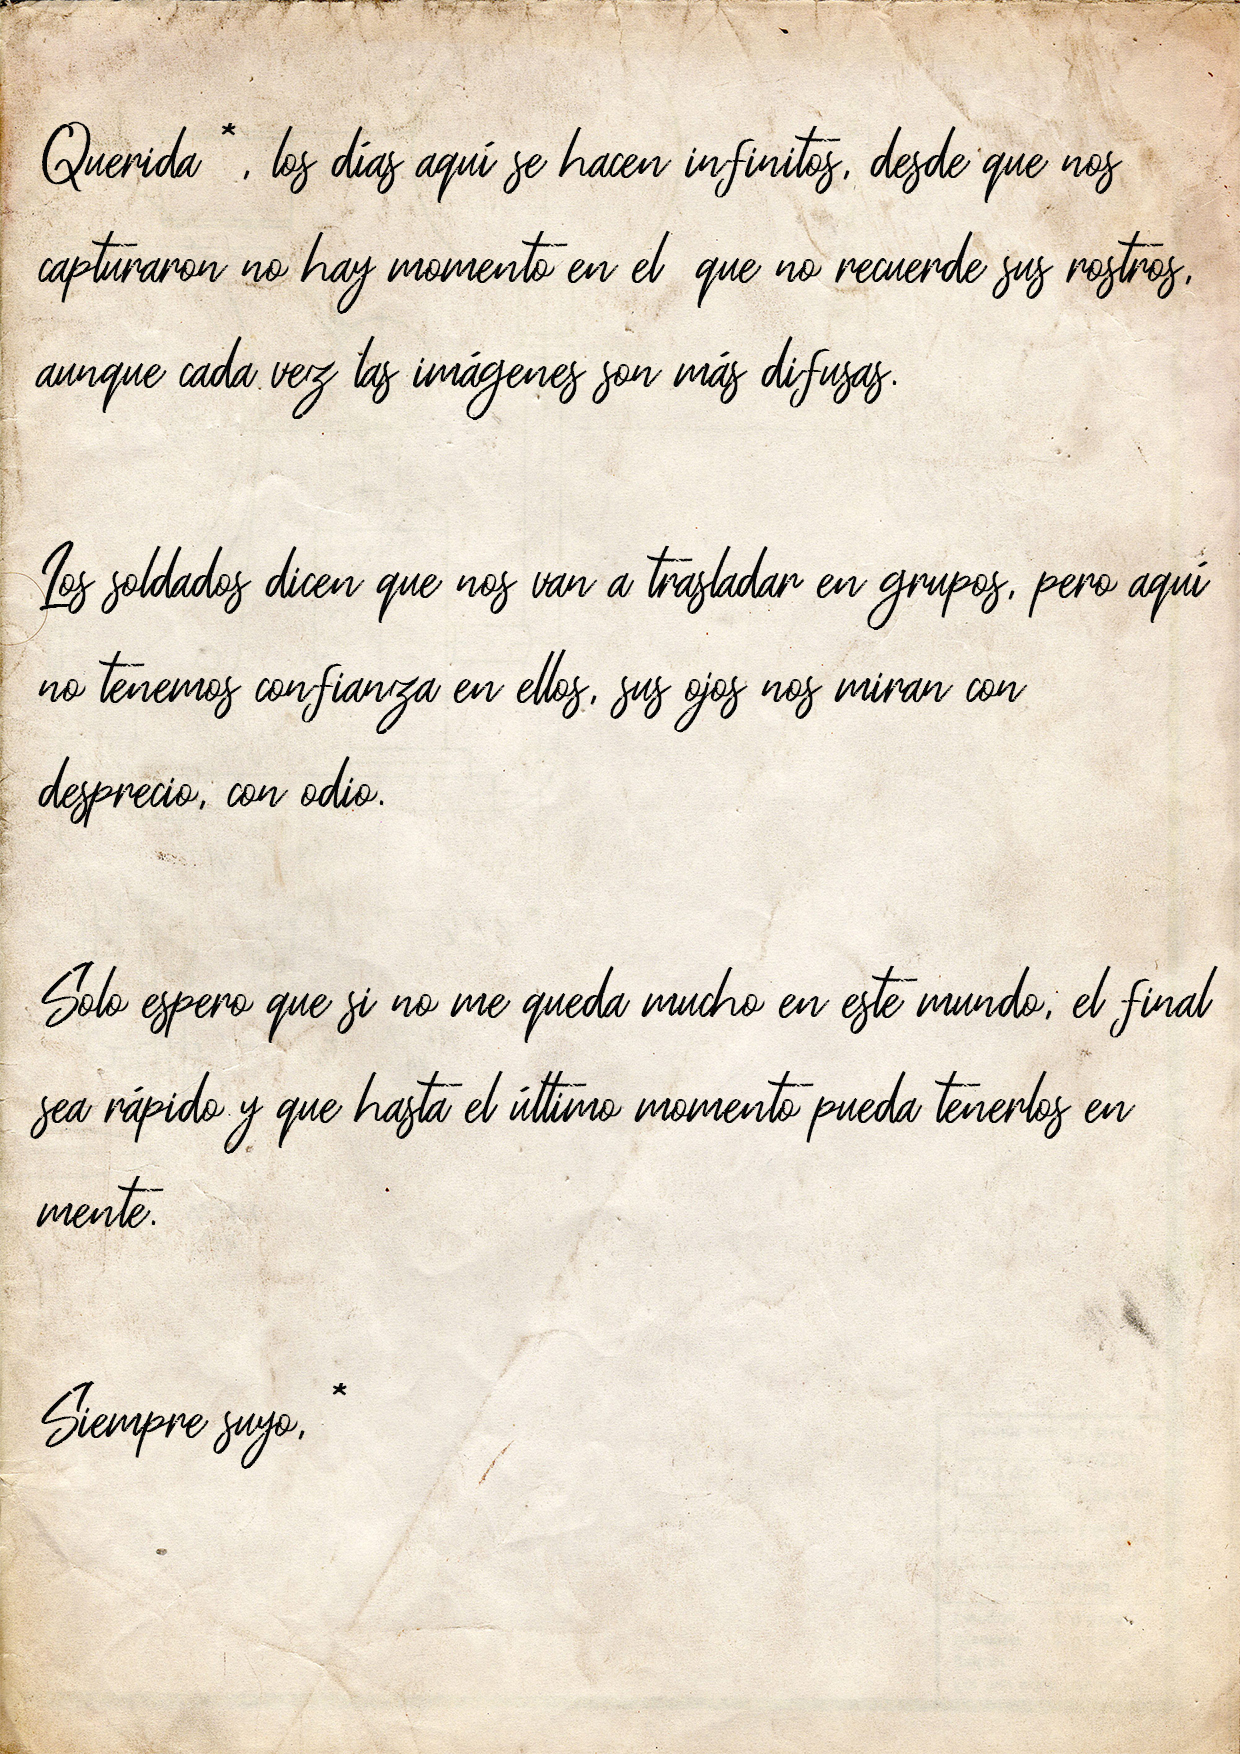 Querida *, los días aquí se hacen infinitos, desde que nos
capturaron no hay momento en el que no recuerde sus rostros,
aunque cada vez las imágenes son más difusas.
Los soldados dicen que nos van a trasladar en grupos, pero aquí
no tenemos confianza en ellos, sus ojos nos miran con
desprecio, con odio.
Solo espero que si no me queda mucho en este mundo, el final
sea rápido y que hasta el último momento pueda tenerlos en
mente.
Siempre suyo, *